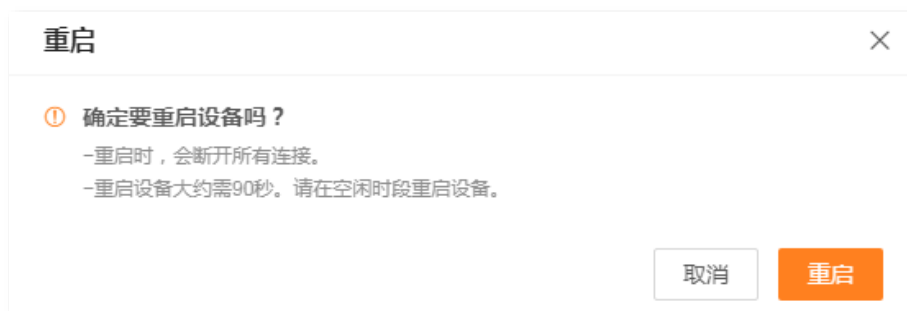 重启
确定要重启设备吗？
-重启时，会断开所有连接。
-重启设备大约需90秒。请在空闲时段重启设备。
取消
重启